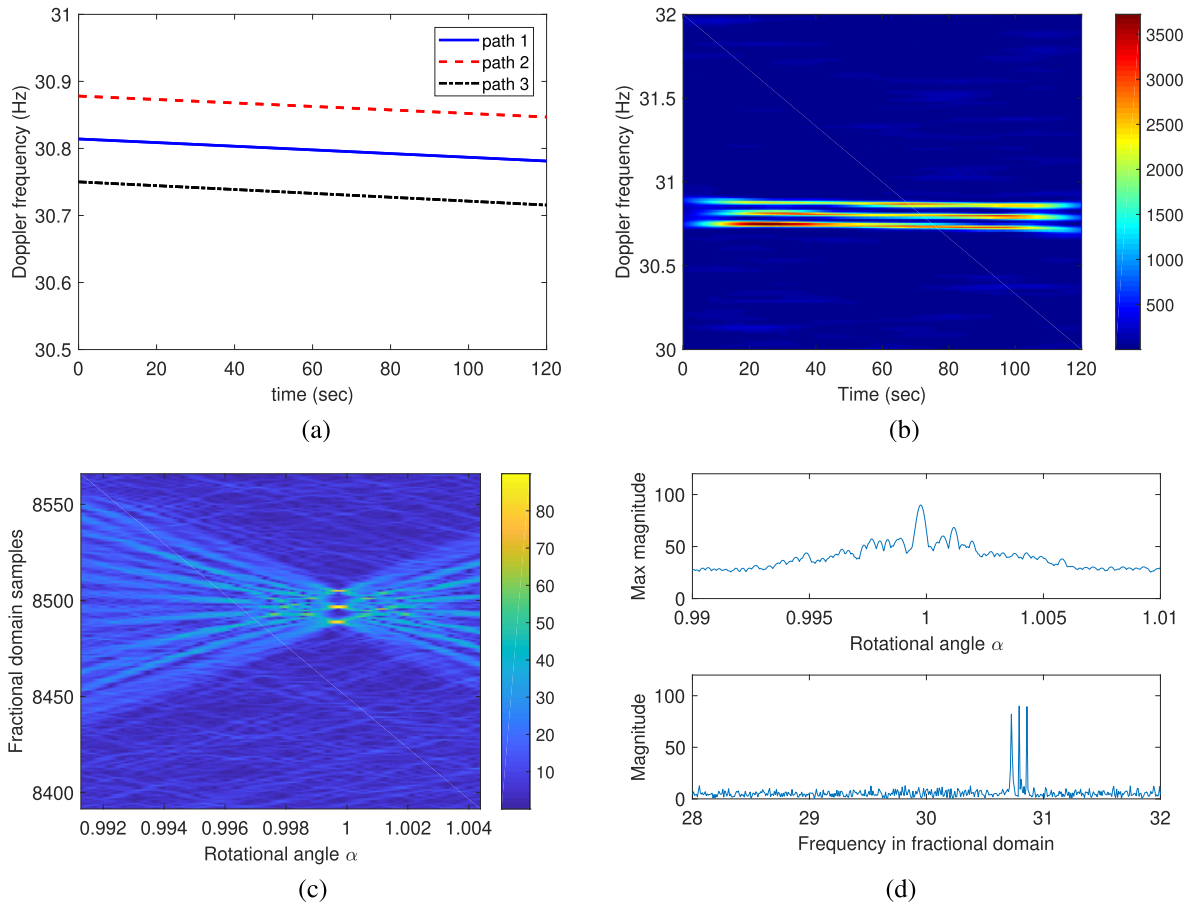 31
30.9
30.8
30.7
30.6
30.5
0 20 40 60 80 100 120
Doppler frequency (Hz)
time (sec)
path 1
path 2
path 3
(a)
32
31.5
31
30.5
30
0 20 40 60 80 100 120
Doppler frequency (Hz)
Time (sec)
3500
3000
2500
2000
1500
1000
500
(b)
8550
8500
8450
8400
0.992 0.994 0.996 0.998 1 1.002 1.004
Fractional domain samples
Rotational angle α
80
70
60
50
40
30
20
10
(c)
100
50
0
0.99 0.995 1 1.005 1.01
Max magnitude
Rotational angle α
100
50
0
28 29 30 31 32
Magnitude
Frequency in fractional domain
(d)